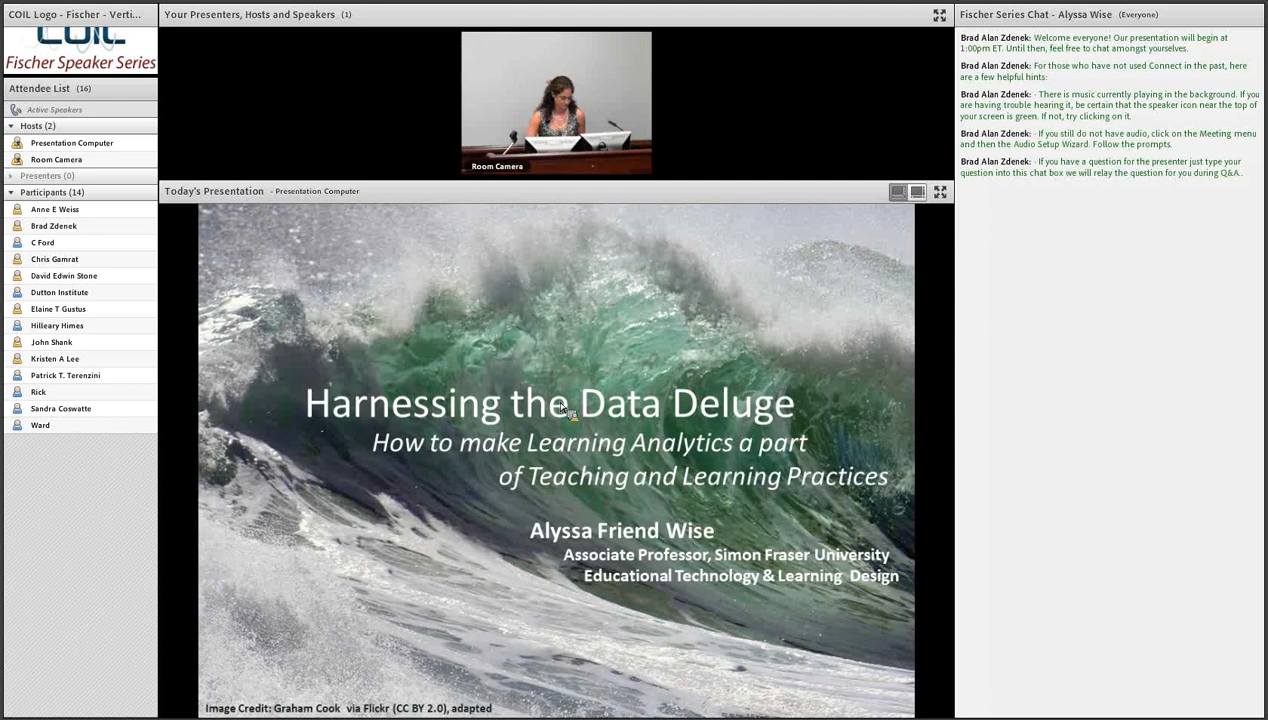 COIL Logo - Fischer - Verti...
COIL
Fischer Speaker Series
Attendee List (16)
Active Speakers
Hosts (2)
Presentation Computer
Room Camera
Presenters (0)
Participants (14)
Anne E Weiss
Brad Zdenek
C Ford
Chris Gamrat
David Edwin Stone
Dutton Institute
Elaine T Gustus
Hilleary Himes
John Shank
Kristen A Lee
Patrick T. Terenzini
Rick
Sandra Coswatte
Ward
Your Presenters, Hosts and Speakers (1)
Room Camera
Today's Presentation - Presentation Computer
Harnessing the Data Deluge
How to make Learning Analytics a part
of Teaching and Learning Practices
Alyssa Friend Wise
Associate Professor, Simon Fraser University
Educational Technology & Learning Design
Image Credit: Graham Cook via Flickr (CC BY 2.0), adapted
Fischer Series Chat - Alyssa Wise (Everyone)
Brad Alan Zdenek: Welcome everyone! Our presentation will begin at
1:00pm ET. Until then, feel free to chat amongst yourselves.
Brad Alan Zdenek: For those who have not used Connect in the past, here
are a few helpful hints:
Brad Alan Zdenek: · There is music currently playing in the background. If you
are having trouble hearing it, be certain that the speaker icon near the top of
your screen is green. If not, try clicking on it.
Brad Alan Zdenek: · If you still do not have audio, click on the Meeting menu
and then the Audio Setup Wizard. Follow the prompts.
Brad Alan Zdenek: · If you have a question for the presenter just type your
question into this chat box we will relay the question for you during Q&A..